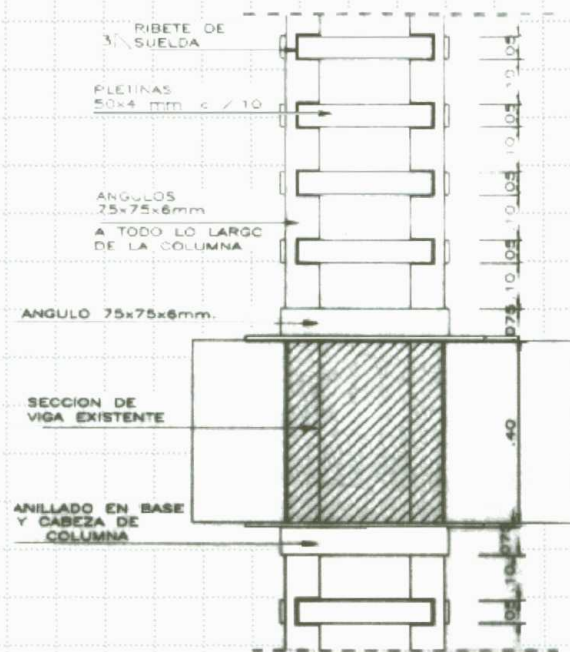 RIBETE DE
SUELDA
PLETINAS
50x4 mm c / 10
ANGULOS
75x75x6mm
A TODO LO LARGO
DE LA COLUMNA
ANGULO 75x75x6mm.
SECCION DE
VIGA EXISTENTE
ANILLADO EN BASE
Y CABEZA DE
COLUMNA
.05
.10
.05
.10
.05
.10
.05
.10
.075
.40
.075
.10
.05